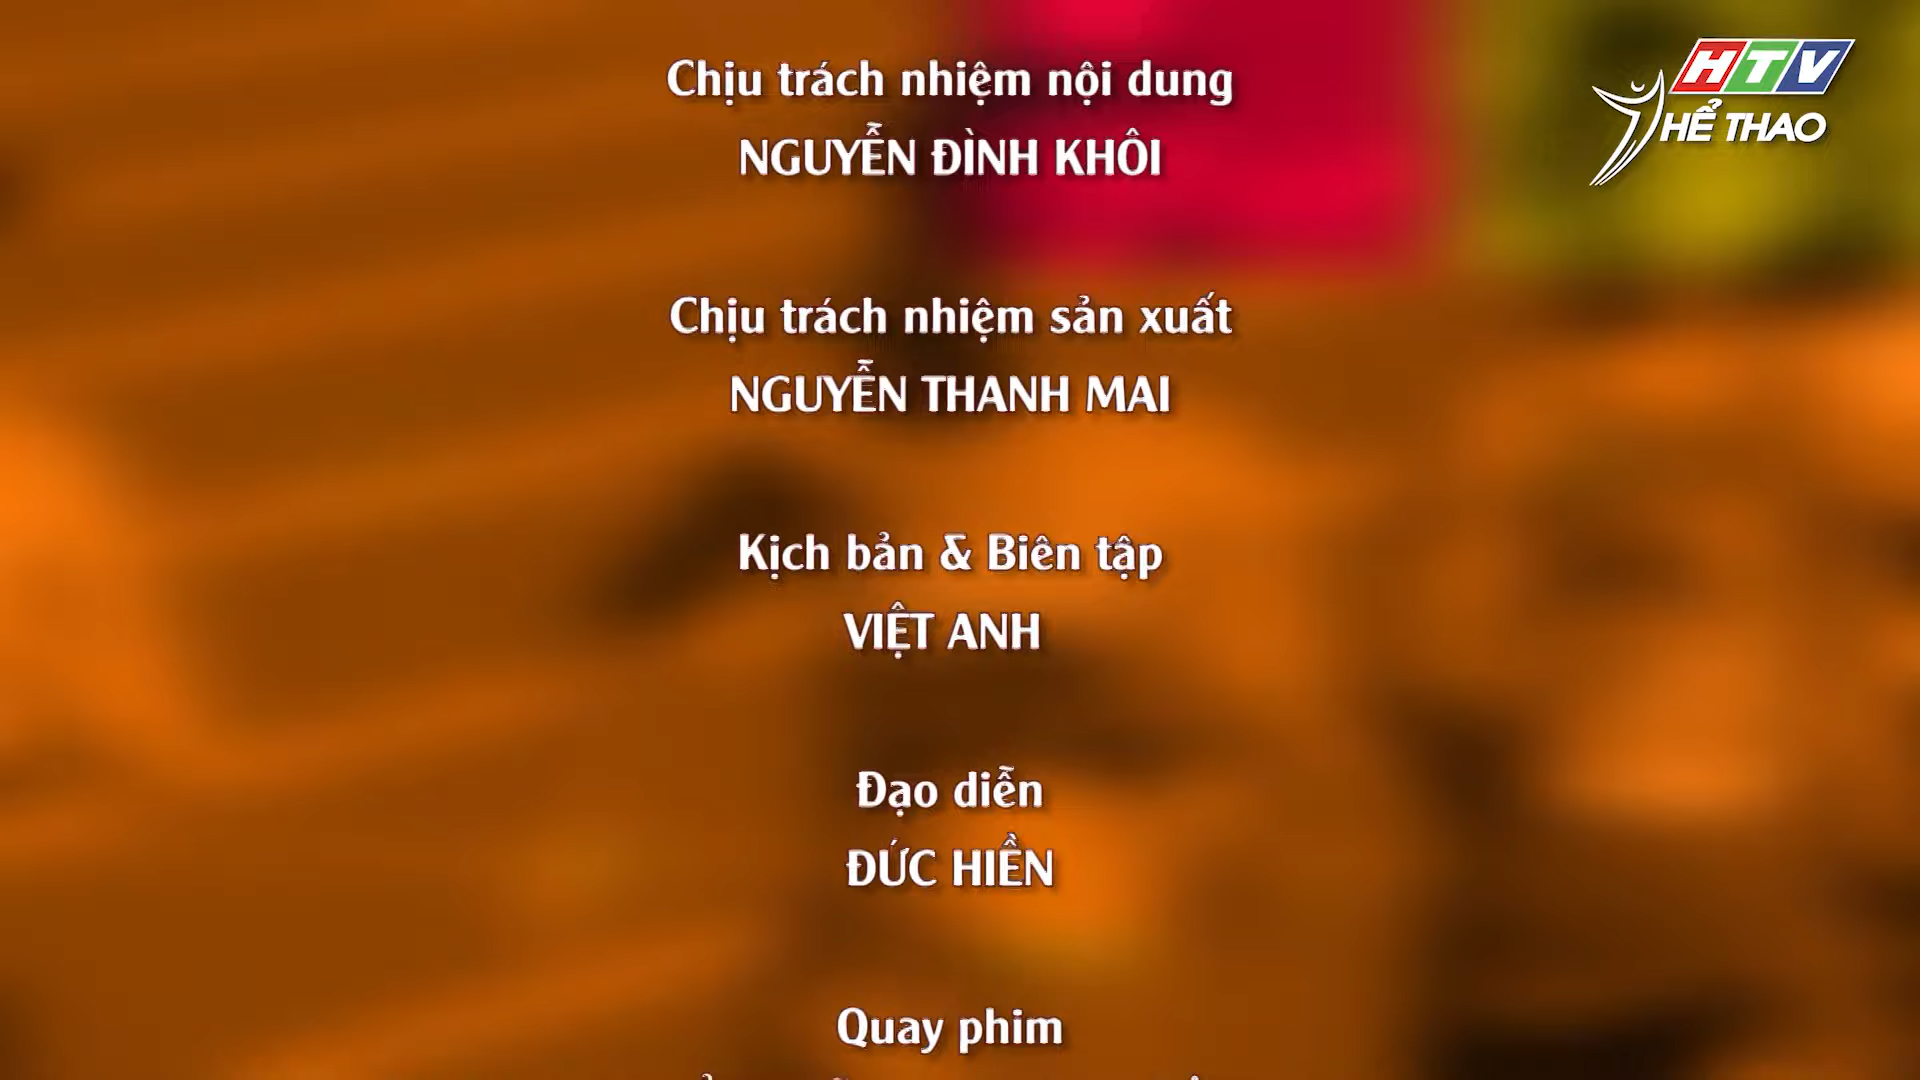 Chịu trách nhiệm nội dung
NGUYỄN ĐÌNH KHÔI
HTV
THỂ THAO
Chịu trách nhiệm sản xuất
NGUYỄN THANH MAI
Kịch bản & Biên tập
VIỆT ANH
Đạo diễn
ĐỨC HIỀN
Quay phim